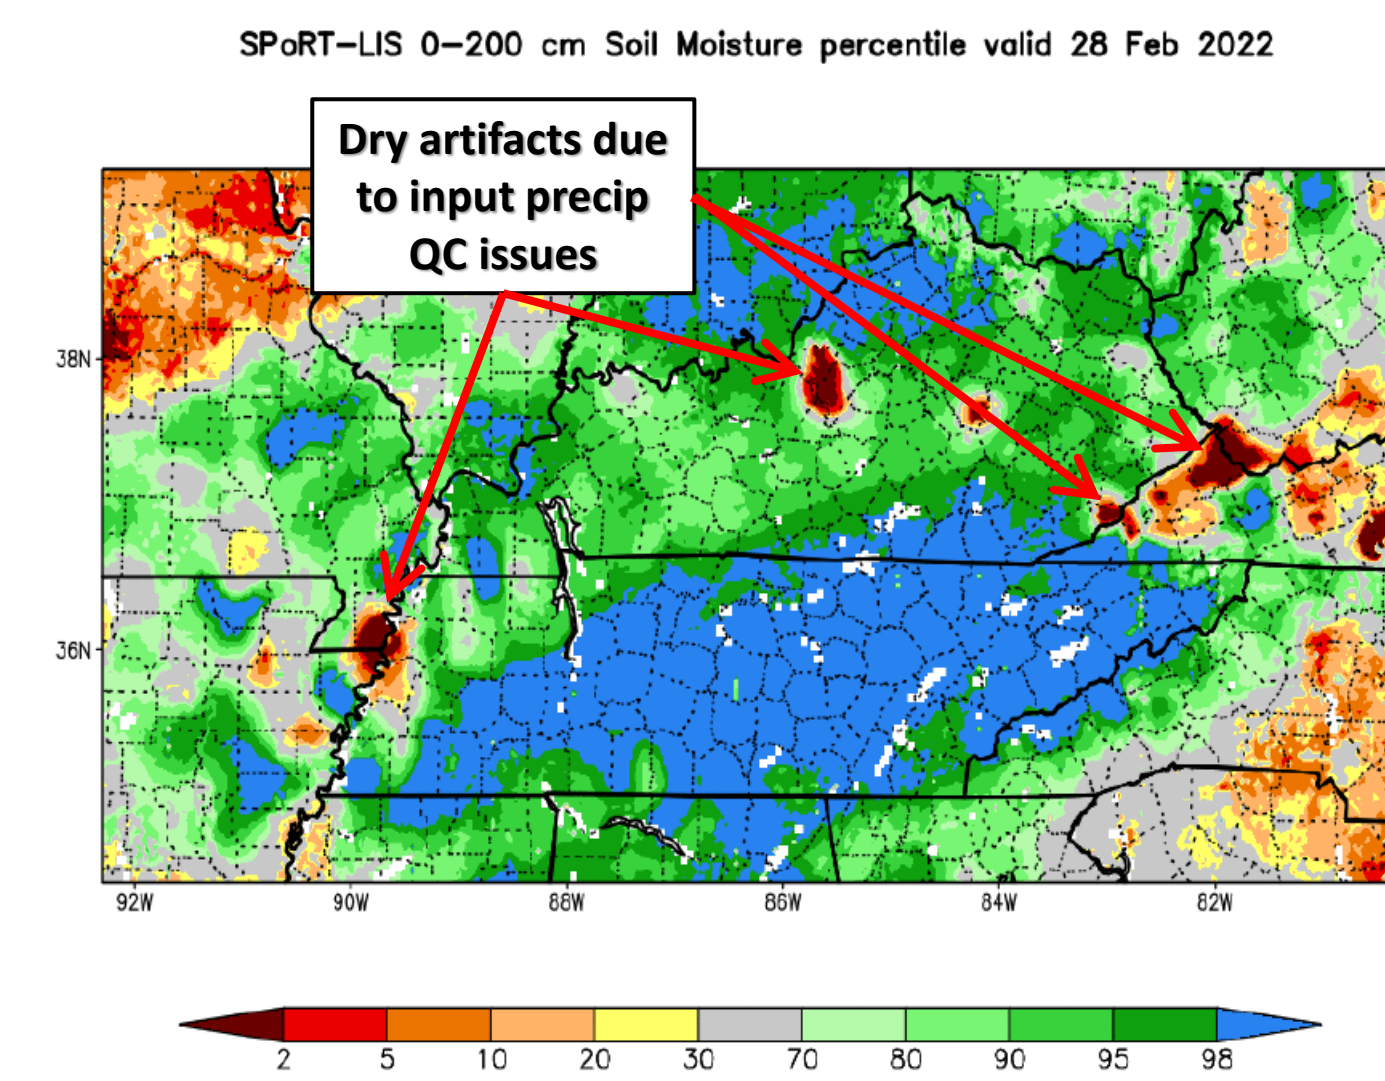 SPoRT-LIS 0-200 cm Soil Moisture percentile valid 28 Feb 2022
Dry artifacts due
to input precip
QC issues
38N
36N
92W 90W 88W 86W 84W 82W
2 5 10 20 30 70 80 90 95 98